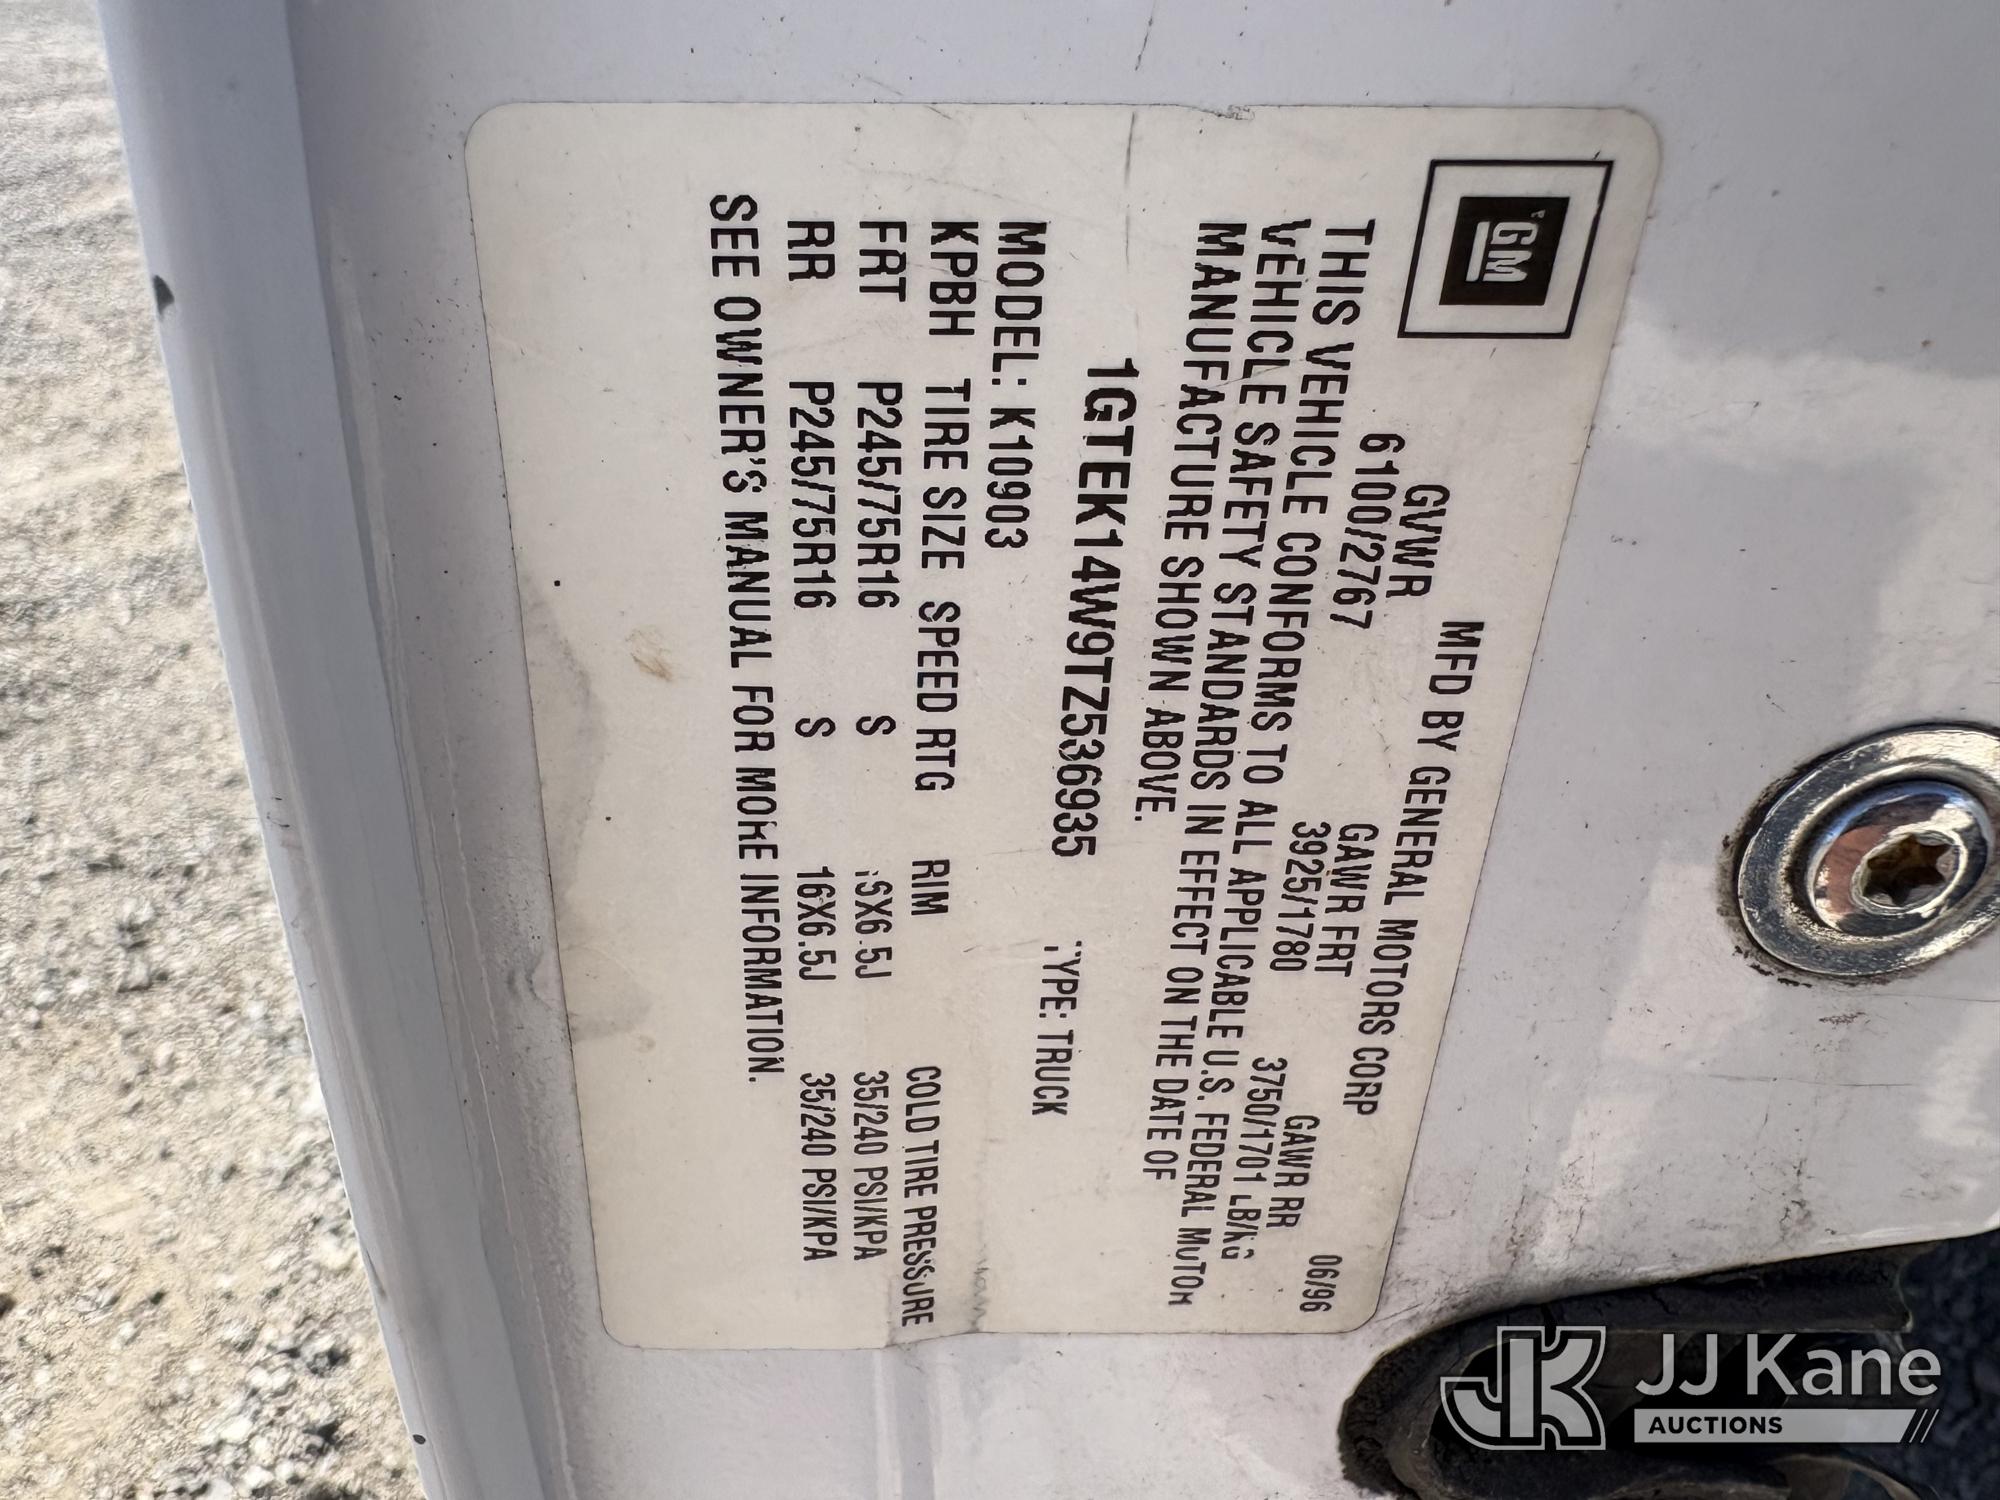 GM
MFD BY GENERAL MOTORS CORP
GVWR GAWR FRT GAWR RR 06/96
6100/2767 3925/1780 3750/1701 LB/KG
THIS VEHICLE CONFORMS TO ALL APPLICABLE U.S. FEDERAL MOTOR
VEHICLE SAFETY STANDARDS IN EFFECT ON THE DATE OF
MANUFACTURE SHOWN ABOVE.
1GTEK14W9TZ536935 TYPE: TRUCK
MODEL: K10903
KPBH TIRE SIZE SPEED RTG RIM COLD TIRE PRESSURE
FRT P245/75R16 S 16X6.5J 35/240 PSI/KPA
RR P245/75R16 S 16X6.5J 35/240 PSI/KPA
SEE OWNER'S MANUAL FOR MORE INFORMATION.
JK JJ Kane
AUCTIONS